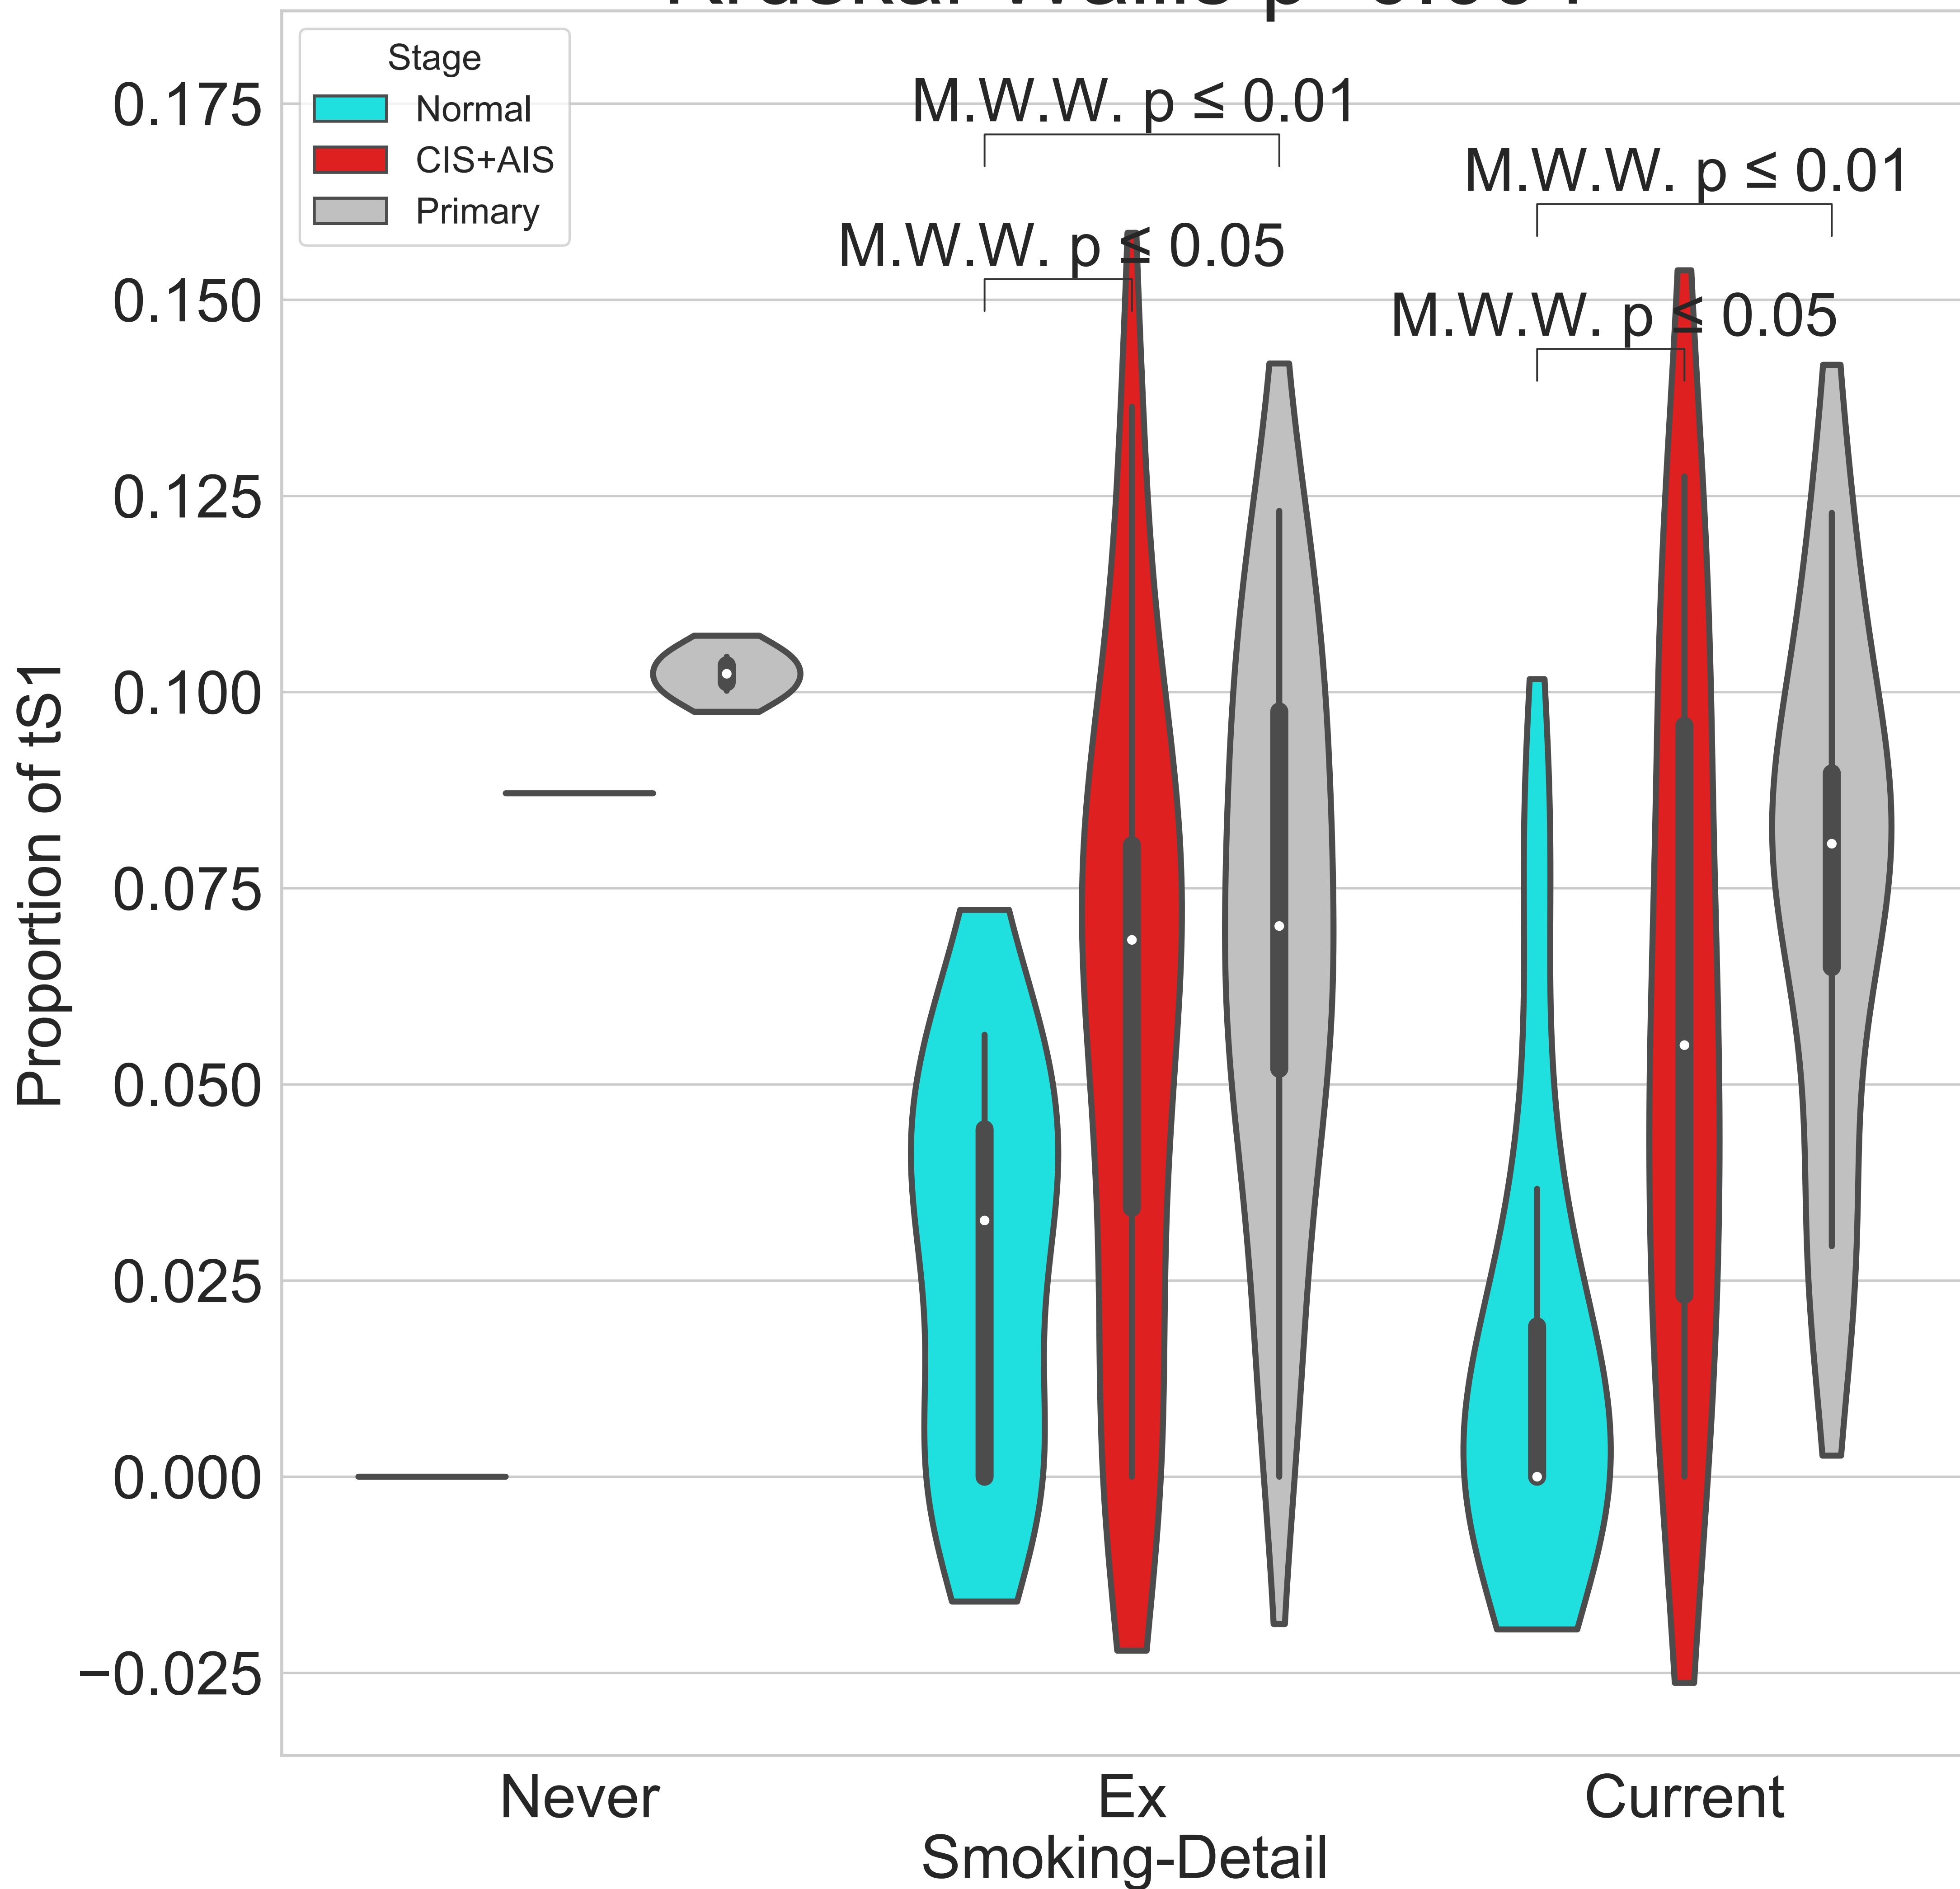 Stage
Normal
CIS+AIS
Primary
M.W.W. p ≤ 0.01
M.W.W. p ≤ 0.01
M.W.W. p ≤ 0.05
M.W.W. p ≤ 0.05
0.175
0.150
0.125
0.100
0.075
0.050
0.025
0.000
−0.025
Proportion of tS1
Never
Ex
Current
Smoking-Detail